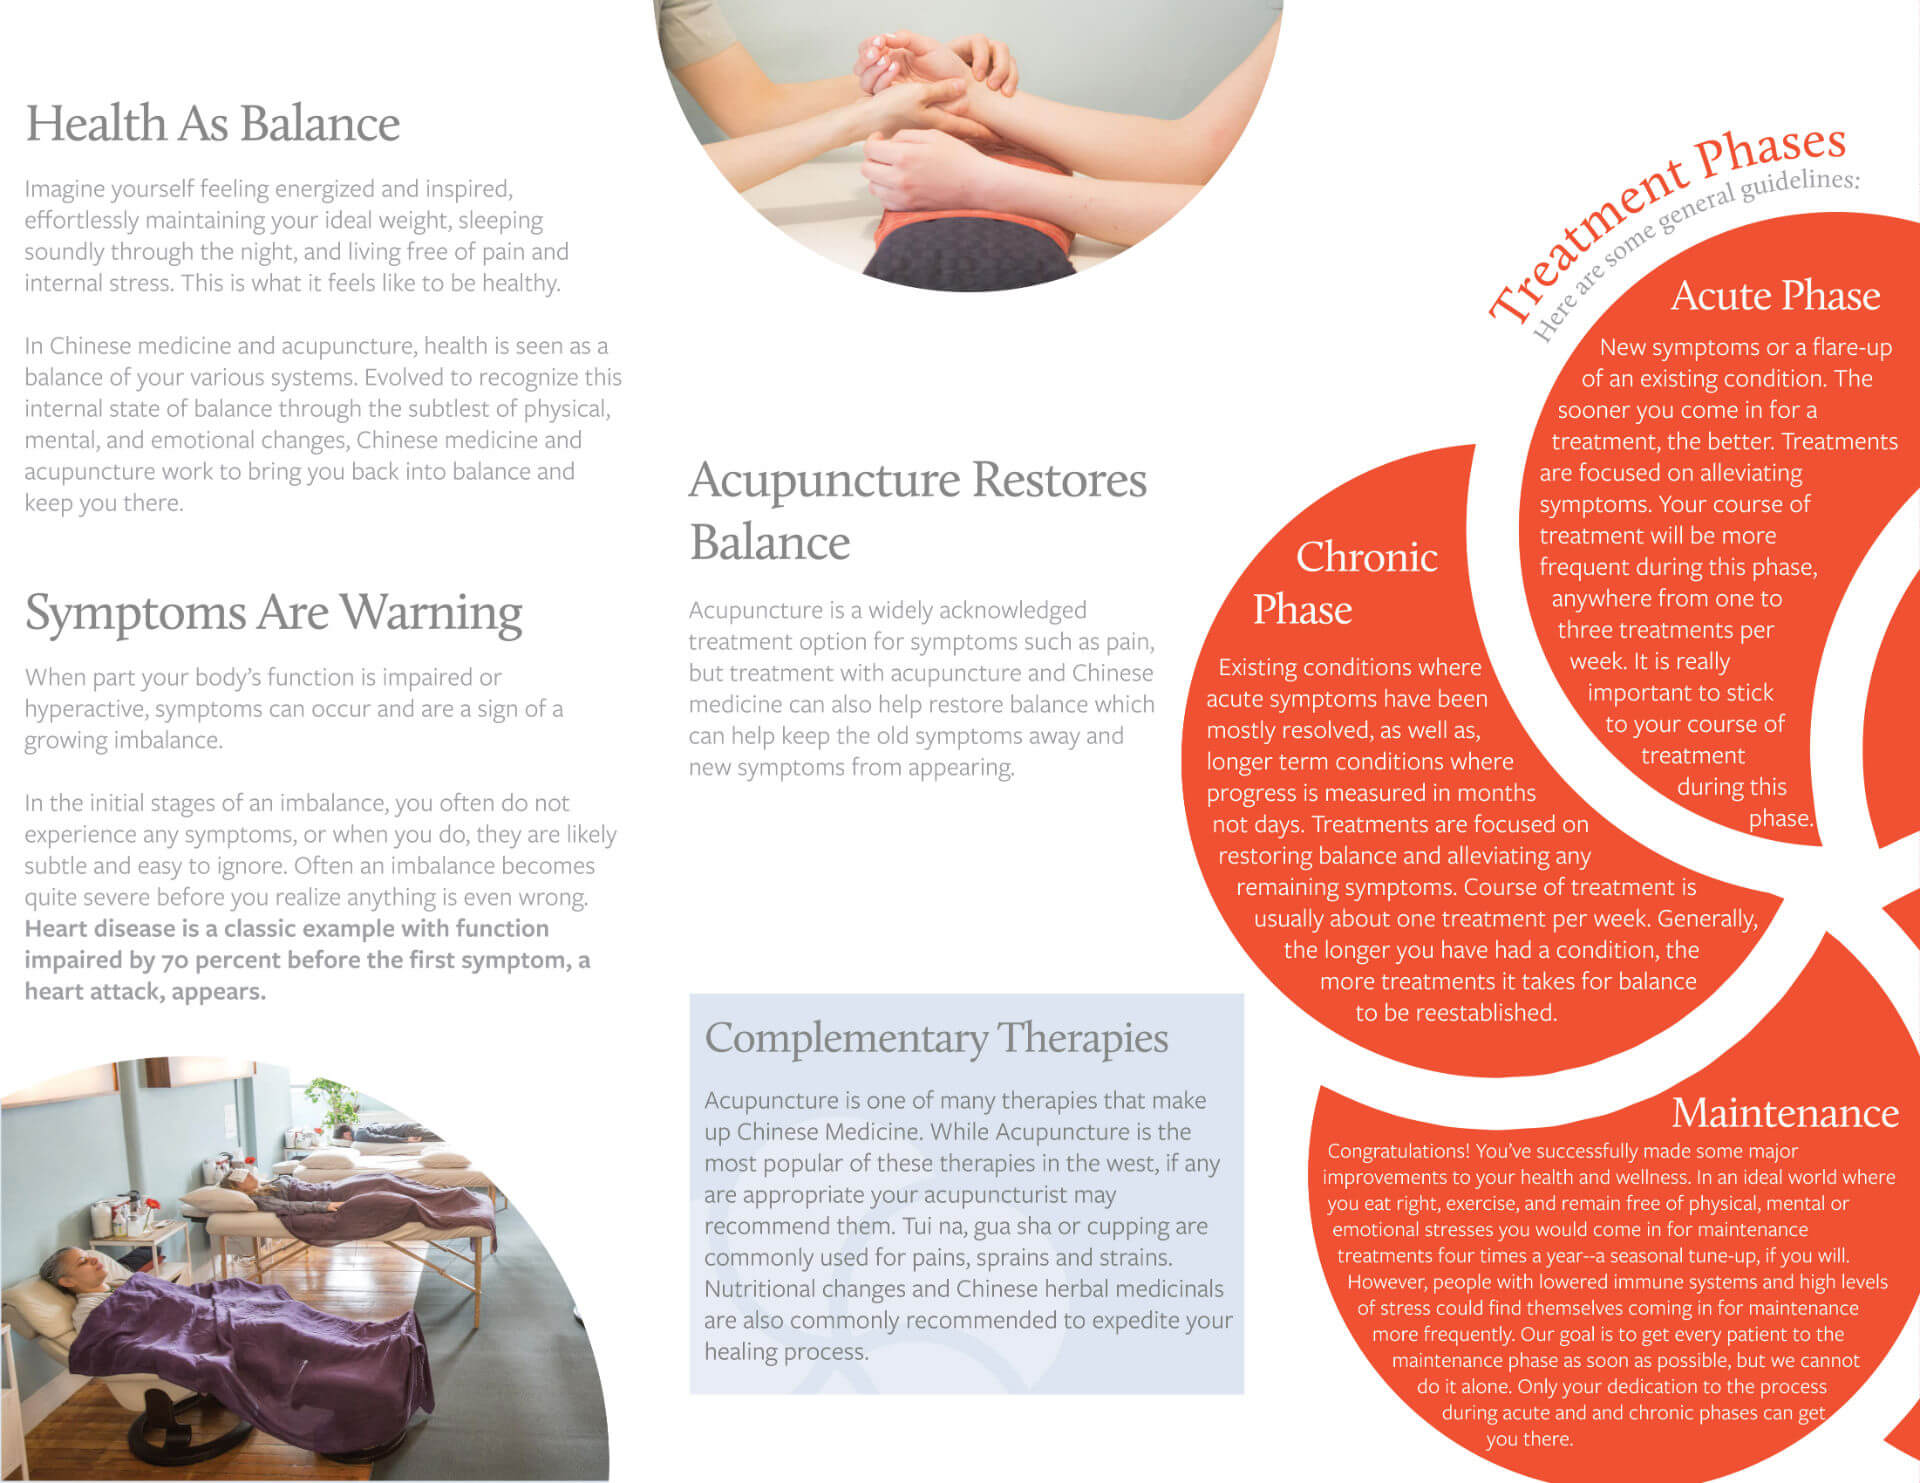 Health As Balance
Imagine yourself feeling energized and inspired,
effortlessly maintaining your ideal weight, sleeping
soundly through the night, and living free of pain and
internal stress. This is what it feels like to be healthy.
In Chinese medicine and acupuncture, health is seen as a
balance of your various systems. Evolved to recognize this
internal state of balance through the subtlest of physical,
mental, and emotional changes, Chinese medicine and
acupuncture work to bring you back into balance and
keep you there.
Symptoms Are Warning
When part your body's function is impaired or
hyperactive, symptoms can occur and are a sign of a
growing imbalance.
In the initial stages of an imbalance, you often do not
experience any symptoms, or when you do, they are likely
subtle and easy to ignore. Often an imbalance becomes
quite severe before you realize anything is even wrong.
Heart disease is a classic example with function
impaired by 70 percent before the first symptom, a
heart attack, appears.
Acupuncture Restores
Balance
Acupuncture is a widely acknowledged
treatment option for symptoms such as pain,
but treatment with acupuncture and Chinese
medicine can also help restore balance which
can help keep the old symptoms away and
new symptoms from appearing.
Complementary Therapies
Acupuncture is one of many therapies that make
up Chinese Medicine. While Acupuncture is the
most popular of these therapies in the west, if any
are appropriate your acupuncturist may
recommend them. Tui na, gua sha or cupping are
commonly used for pains, sprains and strains.
Nutritional changes and Chinese herbal medicinals
are also commonly recommended to expedite your
healing process.
Treatment Phases
Here are some general guidelines:
Acute Phase
New symptoms or a flare-up
of an existing condition. The
sooner you come in for a
treatment, the better. Treatments
are focused on alleviating
symptoms. Your course of
treatment will be more
frequent during this phase,
anywhere from one to
three treatments per
week. It is really
important to stick
to your course of
treatment
during this
phase.
Chronic
Phase
Existing conditions where
acute symptoms have been
mostly resolved, as well as,
longer term conditions where
progress is measured in months
not days. Treatments are focused on
restoring balance and alleviating any
remaining symptoms. Course of treatment is
usually about one treatment per week. Generally,
the longer you have had a condition, the
more treatments it takes for balance
to be reestablished.
Maintenance
Congratulations! You've successfully made some major
improvements to your health and wellness. In an ideal world where
you eat right, exercise, and remain free of physical, mental or
emotional stresses you would come in for maintenance
treatments four times a year--a seasonal tune-up, if you will.
However, people with lowered immune systems and high levels
of stress could find themselves coming in for maintenance
more frequently. Our goal is to get every patient to the
maintenance phase as soon as possible, but we cannot
do it alone. Only your dedication to the process
during acute and and chronic phases can get
you there.